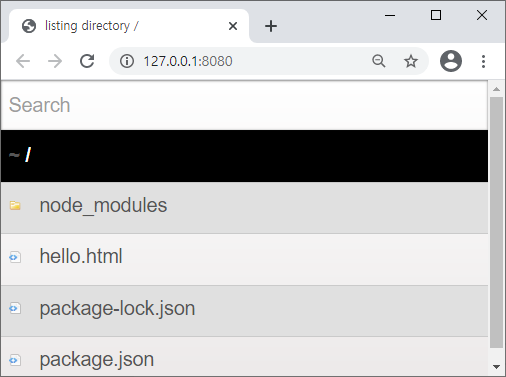 listing directory /
127.0.0.1:8080
Search
~ /
node_modules
hello.html
package-lock.json
package.json